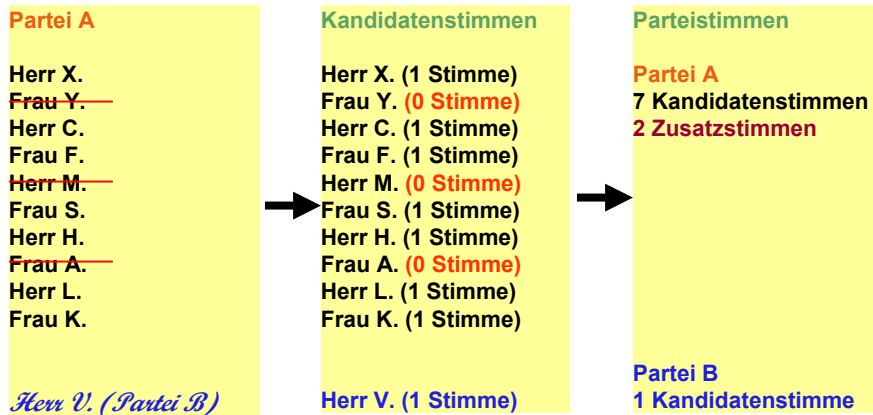 Partei A
Herr X.
Frau Y.
Herr C.
Frau F.
Herr M.
Frau S.
Herr H.
Frau A.
Herr L.
Frau K.
Herr V. (Partei B)
Kandidatenstimmen
Herr X. (1 Stimme)
Frau Y. (0 Stimme)
Herr C. (1 Stimme)
Frau F. (1 Stimme)
Herr M. (0 Stimme)
Frau S. (1 Stimme)
Herr H. (1 Stimme)
Frau A. (0 Stimme)
Herr L. (1 Stimme)
Frau K. (1 Stimme)
Herr V. (1 Stimme)
Parteistimmen
Partei A
7 Kandidatenstimmen
2 Zusatzstimmen
Partei B
1 Kandidatenstimme